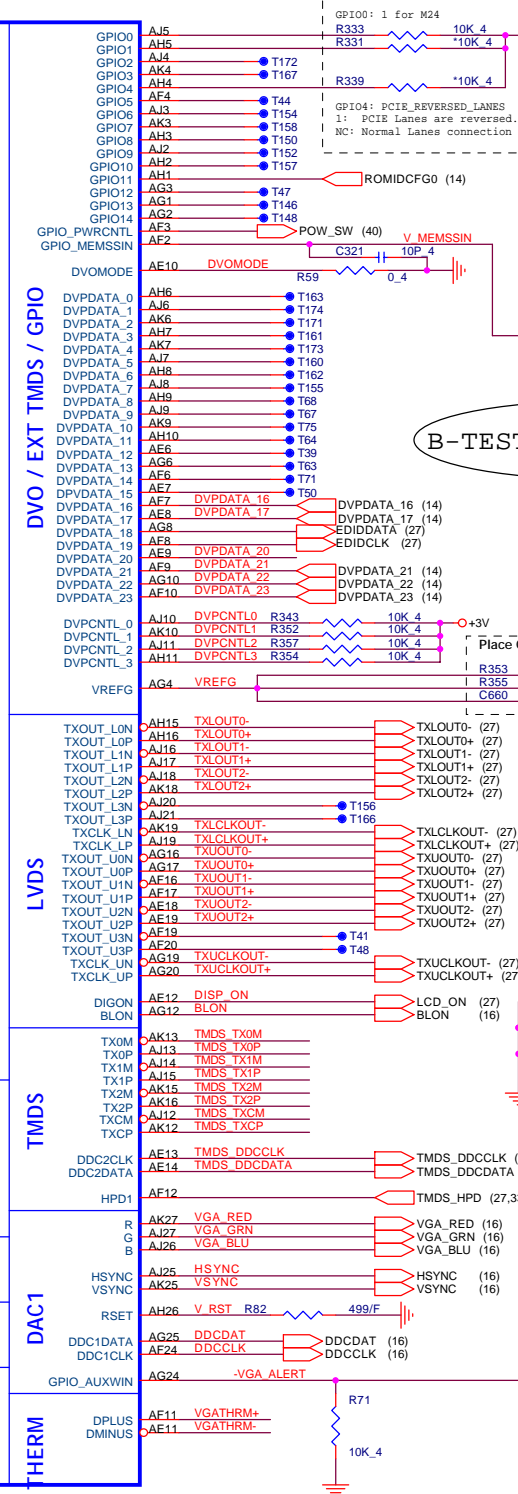 GPIO0: 1 for M24
GPIO0 AJ5 R333 10K_4
GPIO1 AH5 R331 *10K_4
GPIO2 AJ4 T172
GPIO3 AK4 T167
GPIO4 AH4 R339 *10K_4
GPIO5 AF4 T44
GPIO6 AJ3 T154
GPIO4: PCIE_REVERSED_LANES
GPIO7 AK3 T158
1: PCIE Lanes are reversed.
GPIO8 AH3 T150
NC: Normal Lanes connection
GPIO9 AJ2 T152
GPIO10 AH2 T157
GPIO11 AH1 ROMIDCFG0 (14)
GPIO12 AG3 T47
GPIO13 AG1 T146
GPIO14 AG2 T148
GPIO_PWRCNTL AF3 POW_SW (40)
GPIO_MEMSSIN AF2 V_MEMSSIN
C321 10P_4
DVOMODE AE10 DVOMODE R59 0_4
DVO / EXT TMDS / GPIO
DVPDATA_0 AH6 T163
DVPDATA_1 AJ6 T174
DVPDATA_2 AK6 T171
DVPDATA_3 AH7 T161
DVPDATA_4 AK7 T173
DVPDATA_5 AJ7 T160
DVPDATA_6 AH8 T162
DVPDATA_7 AJ8 T155
DVPDATA_8 AH9 T68
DVPDATA_9 AJ9 T67
DVPDATA_10 AK9 T75
DVPDATA_11 AH10 T64
B-TEST
DVPDATA_12 AE6 T39
DVPDATA_13 AG6 T63
DVPDATA_14 AF6 T71
DPVDATA_15 AE7 T50
DVPDATA_16 AF7 DVPDATA_16 DVPDATA_16 (14)
DVPDATA_17 AE8 DVPDATA_17 DVPDATA_17 (14)
DVPDATA_18 AG8 EDIDDATA (27)
DVPDATA_19 AF8 EDIDCLK (27)
DVPDATA_20 AE9 DVPDATA_20
DVPDATA_21 AF9 DVPDATA_21 DVPDATA_21 (14)
DVPDATA_22 AG10 DVPDATA_22 DVPDATA_22 (14)
DVPDATA_23 AF10 DVPDATA_23 DVPDATA_23 (14)
DVPCNTL_0 AJ10 DVPCNTL0 R343 10K_4 +3V
DVPCNTL_1 AK10 DVPCNTL1 R352 10K_4
DVPCNTL_2 AJ11 DVPCNTL2 R357 10K_4
DVPCNTL_3 AH11 DVPCNTL3 R354 10K_4
Place
R353
VREFG AG4 VREFG R355
C660
LVDS
TXOUT_L0N AH15 TXLOUT0- TXLOUT0- (27)
TXOUT_L0P AH16 TXLOUT0+ TXLOUT0+ (27)
TXOUT_L1N AJ16 TXLOUT1- TXLOUT1- (27)
TXOUT_L1P AJ17 TXLOUT1+ TXLOUT1+ (27)
TXOUT_L2N AJ18 TXLOUT2- TXLOUT2- (27)
TXOUT_L2P AK18 TXLOUT2+ TXLOUT2+ (27)
TXOUT_L3N AJ20 T156
TXOUT_L3P AJ21 T166
TXCLK_LN AK19 TXLCLKOUT- TXLCLKOUT- (27)
TXCLK_LP AJ19 TXLCLKOUT+ TXLCLKOUT+ (27)
TXOUT_U0N AG16 TXUOUT0- TXUOUT0- (27)
TXOUT_U0P AG17 TXUOUT0+ TXUOUT0+ (27)
TXOUT_U1N AF16 TXUOUT1- TXUOUT1- (27)
TXOUT_U1P AF17 TXUOUT1+ TXUOUT1+ (27)
TXOUT_U2N AE18 TXUOUT2- TXUOUT2- (27)
TXOUT_U2P AE19 TXUOUT2+ TXUOUT2+ (27)
TXOUT_U3N AF19 T41
TXOUT_U3P AF20 T48
TXCLK_UN AG19 TXUCLKOUT- TXUCLKOUT- (27)
TXCLK_UP AG20 TXUCLKOUT+ TXUCLKOUT+ (27
DIGON AE12 DISP_ON LCD_ON (27)
BLON AG12 BLON BLON (16)
TMDS
TX0M AK13 TMDS_TX0M
TX0P AJ13 TMDS_TX0P
TX1M AJ14 TMDS_TX1M
TX1P AJ15 TMDS_TX1P
TX2M AK15 TMDS_TX2M
TX2P AK16 TMDS_TX2P
TXCM AJ12 TMDS_TXCM
TXCP AK12 TMDS_TXCP
DDC2CLK AE13 TMDS_DDCCLK TMDS_DDCCLK (
DDC2DATA AE14 TMDS_DDCDATA TMDS_DDCDATA
HPD1 AF12 TMDS_HPD (27,3
DAC1
R AK27 VGA_RED VGA_RED (16)
G AJ27 VGA_GRN VGA_GRN (16)
B AJ26 VGA_BLU VGA_BLU (16)
HSYNC AJ25 HSYNC HSYNC (16)
VSYNC AK25 VSYNC VSYNC (16)
RSET AH26 V_RST R82 499/F
DDC1DATA AG25 DDCDAT DDCDAT (16)
DDC1CLK AF24 DDCCLK DDCCLK (16)
GPIO_AUXWIN AG24 -VGA_ALERT
R71
10K_4
THERM
DPLUS AF11 VGATHRM+
DMINUS AE11 VGATHRM-